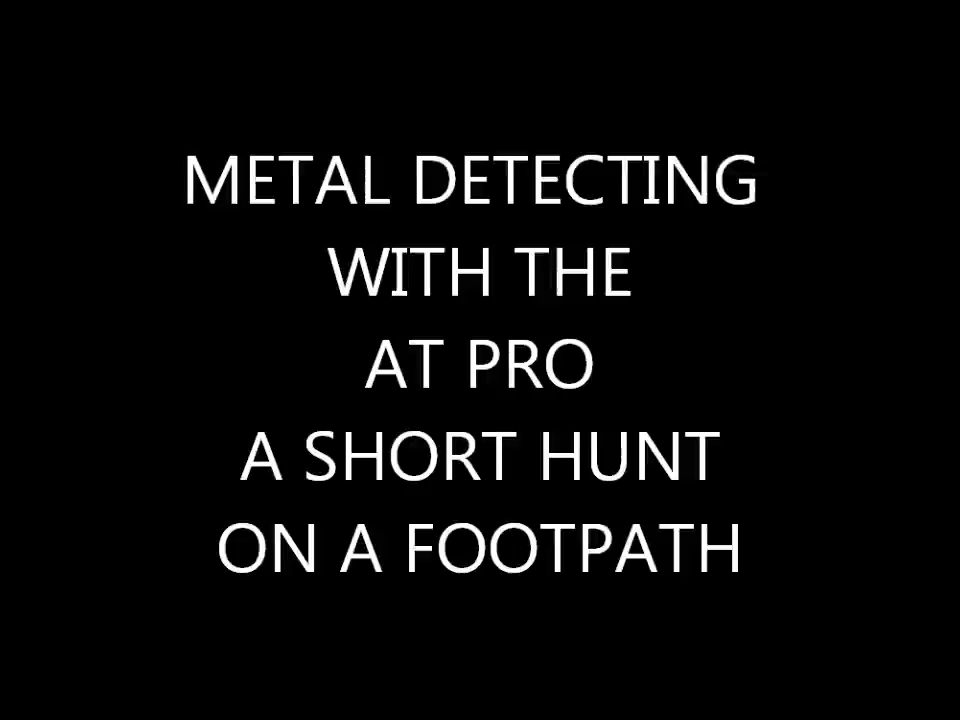 METAL DETECTING
WITH THE
AT PRO
A SHORT HUNT
ON A FOOTPATH